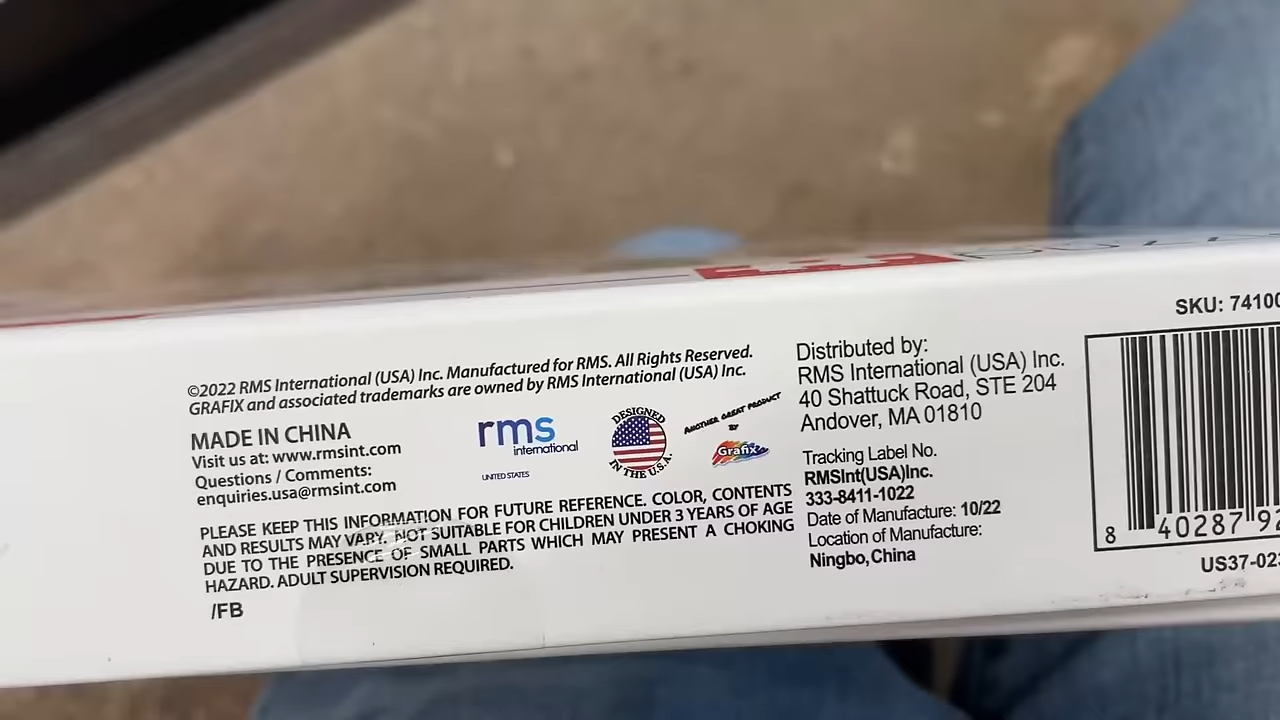 ©2022 RMS International (USA) Inc. Manufactured for RMS. All Rights Reserved.
GRAFIX and associated trademarks are owned by RMS International (USA) Inc.
MADE IN CHINA
Visit us at: www.rmsint.com
Questions / Comments:
enquiries.usa@rmsint.com
rms
international
UNITED STATES
DESIGNED
IN THE U.S.A.
ANOTHER GREAT PRODUCT
BY
Grafix
PLEASE KEEP THIS INFORMATION FOR FUTURE REFERENCE. COLOR, CONTENTS
AND RESULTS MAY VARY. NOT SUITABLE FOR CHILDREN UNDER 3 YEARS OF AGE
DUE TO THE PRESENCE OF SMALL PARTS WHICH MAY PRESENT A CHOKING
HAZARD. ADULT SUPERVISION REQUIRED.
/FB
Distributed by:
RMS International (USA) Inc.
40 Shattuck Road, STE 204
Andover, MA 01810
Tracking Label No.
RMSInt(USA)Inc.
333-8411-1022
Date of Manufacture: 10/22
Location of Manufacture:
Ningbo, China
SKU: 74100
8 40287 92
US37-023